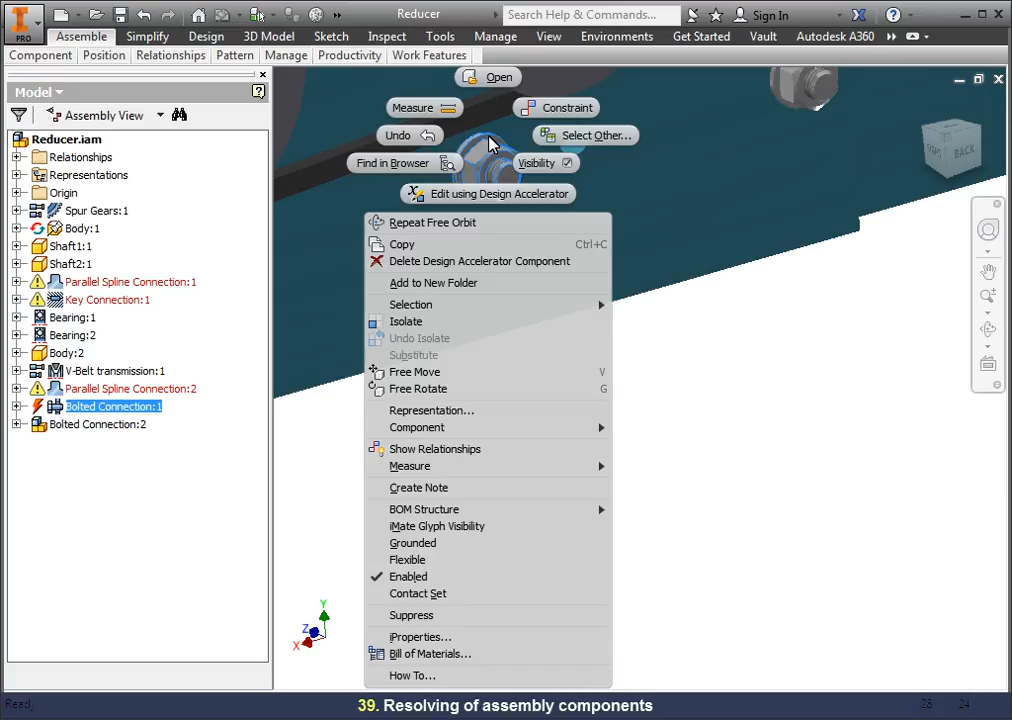 PRO
Reducer
Search Help & Commands...
Sign In
Assemble
Simplify
Design
3D Model
Sketch
Inspect
Tools
Manage
View
Environments
Get Started
Vault
Autodesk A360
Component
Position
Relationships
Pattern
Manage
Productivity
Work Features
Model
Assembly View
Reducer.iam
Relationships
Representations
Origin
Spur Gears:1
Body:1
Shaft1:1
Shaft2:1
Parallel Spline Connection:1
Key Connection:1
Bearing:1
Bearing:2
Body:2
V-Belt transmission:1
Parallel Spline Connection:2
Bolted Connection:1
Bolted Connection:2
Open
Measure
Constraint
Undo
Select Other...
Find in Browser
Visibility
Edit using Design Accelerator
Repeat Free Orbit
Copy Ctrl+C
Delete Design Accelerator Component
Add to New Folder
Selection
Isolate
Undo Isolate
Substitute
Free Move V
Free Rotate G
Representation...
Component
Show Relationships
Measure
Create Note
BOM Structure
iMate Glyph Visibility
Grounded
Flexible
Enabled
Contact Set
Suppress
iProperties...
Bill of Materials...
How To...
BACK
Y
Z
X
Ready
39. Resolving of assembly components